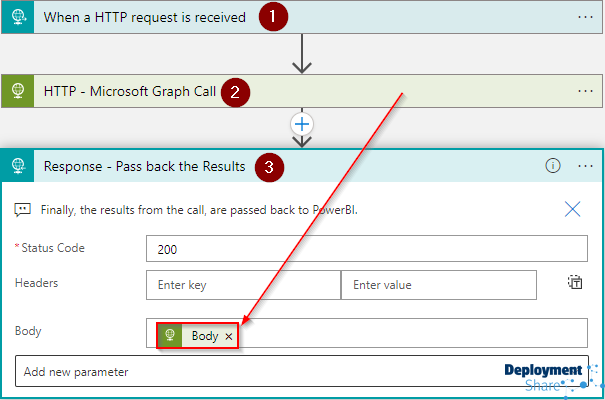 When a HTTP request is received 1
...
HTTP - Microsoft Graph Call 2
...
Response - Pass back the Results 3
...
Finally, the results from the call, are passed back to PowerBI.
*Status Code
200
Headers
Enter key
Enter value
Body
Body ×
Add new parameter
Deployment
Share